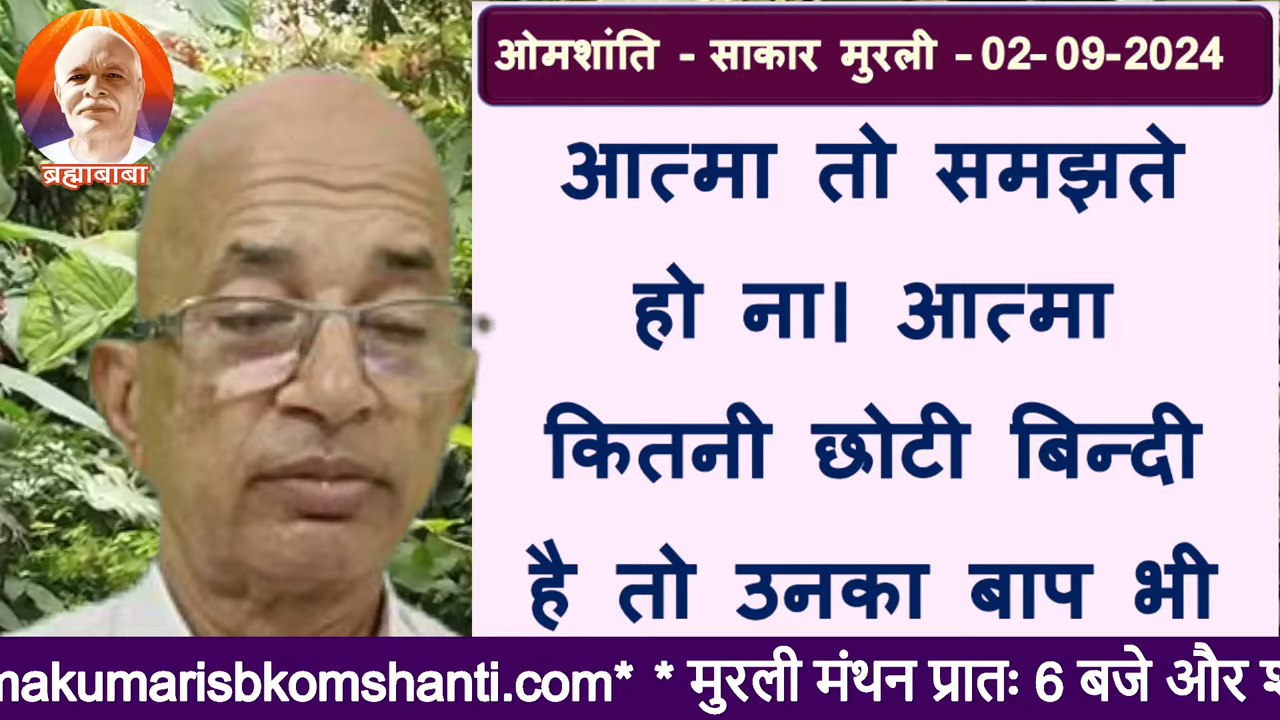 ओमशांति - साकार मुरली - 02- 09-2024
ब्रह्माबाबा
आत्मा तो समझते
हो ना। आत्मा
कितनी छोटी बिन्दी
है तो उनका बाप भी
makumarisbkomshanti.com* * मुरली मंथन प्रातः 6 बजे और